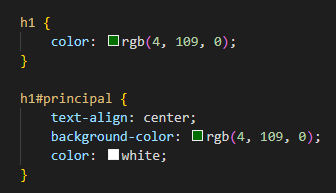 h1 {
    color: rgb(4, 109, 0);
}

h1#principal {
    text-align: center;
    background-color: rgb(4, 109, 0);
    color: white;
}